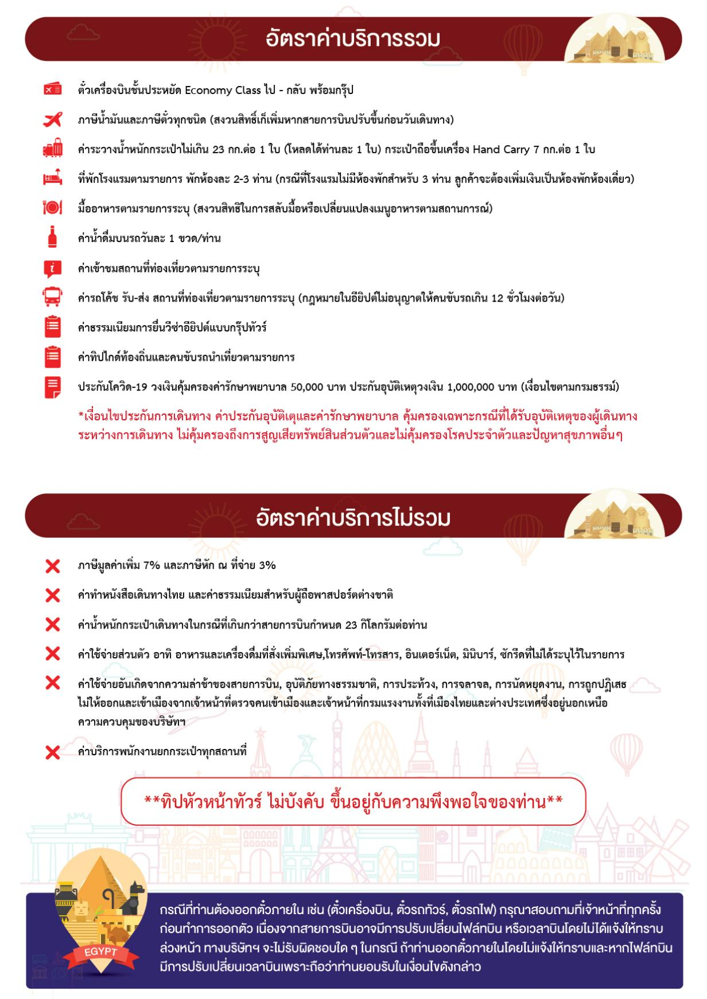 อัตราค่าบริการรวม
ตั๋วเครื่องบินชั้นประหยัด Economy Class ไป - กลับ พร้อมกรุ๊ป
ภาษีน้ำมันและภาษีตั๋วทุกชนิด (สงวนสิทธิ์เก็เพิ่มหากสายการบินปรับขึ้นก่อนวันเดินทาง)
ค่าระวางน้ำหนักกระเป๋าไม่เกิน 23 กก.ต่อ 1 ใบ (โหลดได้ท่านละ 1 ใบ) กระเป๋าถือขึ้นเครื่อง Hand Carry 7 กก.ต่อ 1 ใบ
ที่พักโรงแรมตามรายการ พักห้องละ 2-3 ท่าน (กรณีที่โรงแรมไม่มีห้องพักสำหรับ 3 ท่าน ลูกค้าจะต้องเพิ่มเงินเป็นห้องพักห้องเดี่ยว)
มื้ออาหารตามรายการระบุ (สงวนสิทธิในการสลับมื้อหรือเปลี่ยนแปลงเมนูอาหารตามสถานการณ์)
ค่าน้ำดื่มบนรถวันละ 1 ขวด/ท่าน
ค่าเข้าชมสถานที่ท่องเที่ยวตามรายการระบุ
ค่ารถโค้ช รับ-ส่ง สถานที่ท่องเที่ยวตามรายการระบุ (กฎหมายในอียิปต์ไม่อนุญาตให้คนขับรถเกิน 12 ชั่วโมงต่อวัน)
ค่าธรรมเนียมการยื่นวีซ่าอียิปต์แบบกรุ๊ปทัวร์
ค่าทิปไกด์ท้องถิ่นและคนขับรถนำเที่ยวตามรายการ
ประกันโควิด-19 วงเงินคุ้มครองค่ารักษาพยาบาล 50,000 บาท ประกันอุบัติเหตุวงเงิน 1,000,000 บาท (เงื่อนไขตามกรมธรรม์)
*เงื่อนไขประกันการเดินทาง ค่าประกันอุบัติเตุและค่ารักษาพยาบาล คุ้มครองเฉพาะกรณีที่ได้รับอุบัติเหตุของผู้เดินทาง
ระหว่างการเดินทาง ไม่คุ้มครองถึงการสูญเสียทรัพย์สินส่วนตัวและไม่คุ้มครองโรคประจำตัวและปัญหาสุขภาพอื่นๆ
อัตราค่าบริการไม่รวม
ภาษีมูลค่าเพิ่ม 7% และภาษีหัก ณ ที่จ่าย 3%
ค่าทำหนังสือเดินทางไทย และค่าธรรมเนียมสำหรับผู้ถือพาสปอร์ตต่างชาติ
ค่าน้ำหนักกระเป๋าเดินทางในกรณีที่เกินกว่าสายการบินกำหนด 23 กิโลกรัมต่อท่าน
ค่าใช้จ่ายส่วนตัว อาทิ อาหารและเครื่องดื่มที่สั่งเพิ่มพิเศษ,โทรศัพท์-โทรสาร, อินเตอร์เน็ต, มินิบาร์, ซักรีดที่ไม่ได้ระบุไว้ในรายการ
ค่าใช้จ่ายอันเกิดจากความล่าช้าของสายการบิน, อุบัติภัยทางธรรมชาติ, การประท้วง, การจลาจล, การนัดหยุดงาน, การถูกปฏิเสธ
ไม่ให้ออกและเข้าเมืองจากเจ้าหน้าที่ตรวจคนเข้าเมืองและเจ้าหน้าที่กรมแรงงานทั้งที่เมืองไทยและต่างประเทศซึ่งอยู่นอกเหนือ
ความควบคุมของบริษัทฯ
ค่าบริการพนักงานยกกระเป๋าทุกสถานที่
**ทิปหัวหน้าทัวร์ ไม่บังคับ ขึ้นอยู่กับความพึงพอใจของท่าน**
กรณีที่ท่านต้องออกตั๋วภายใน เช่น (ตั๋วเครื่องบิน, ตั๋วรถทัวร์, ตั๋วรถไฟ) กรุณาสอบถามที่เจ้าหน้าที่ทุกครั้ง
ก่อนทำการออกตัว เนื่องจากสายการบินอาจมีการปรับเปลี่ยนไฟล์ทบิน หรือเวลาบินโดยไม่ได้แจ้งให้ทราบ
ล่วงหน้า ทางบริษัทฯ จะไม่รับผิดชอบใด ๆ ในกรณี ถ้าท่านออกตั๋วภายในโดยไม่แจ้งให้ทราบและหากไฟล์ทบิน
มีการปรับเปลี่ยนเวลาบินเพราะถือว่าท่านยอมรับในเงื่อนไขดังกล่าว
EGYPT